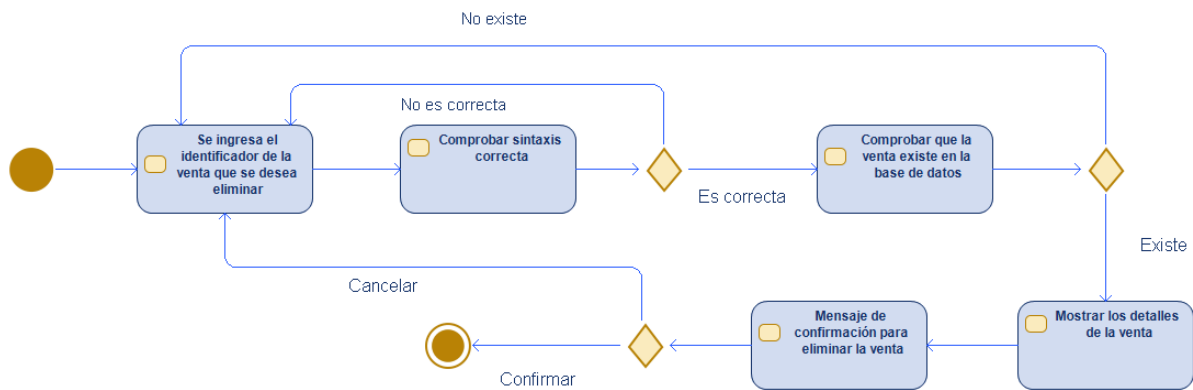 No existe
No es correcta
Se ingresa el
identificador de la
venta que se desea
eliminar
Comprobar sintaxis
correcta
Es correcta
Comprobar que la
venta existe en la
base de datos
Existe
Cancelar
Mensaje de
confirmación para
eliminar la venta
Mostrar los detalles
de la venta
Confirmar